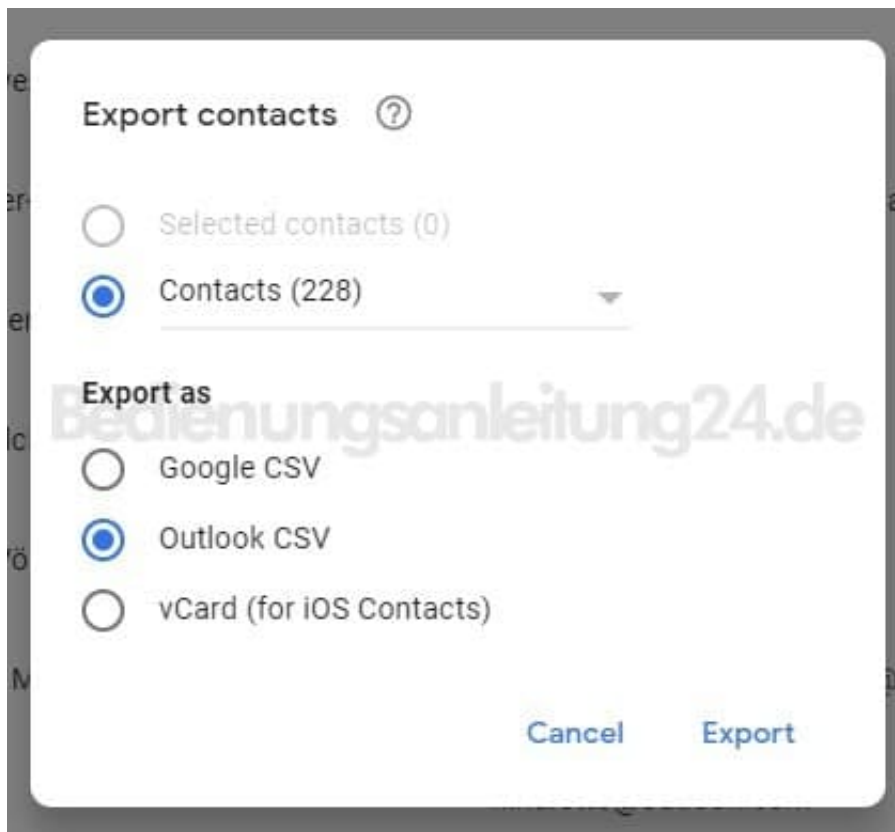 Export contacts ?
Selected contacts (0)
Contacts (228)
Export as
Bedienungsanleitung24.de
Google CSV
Outlook CSV
vCard (for iOS Contacts)
Cancel Export